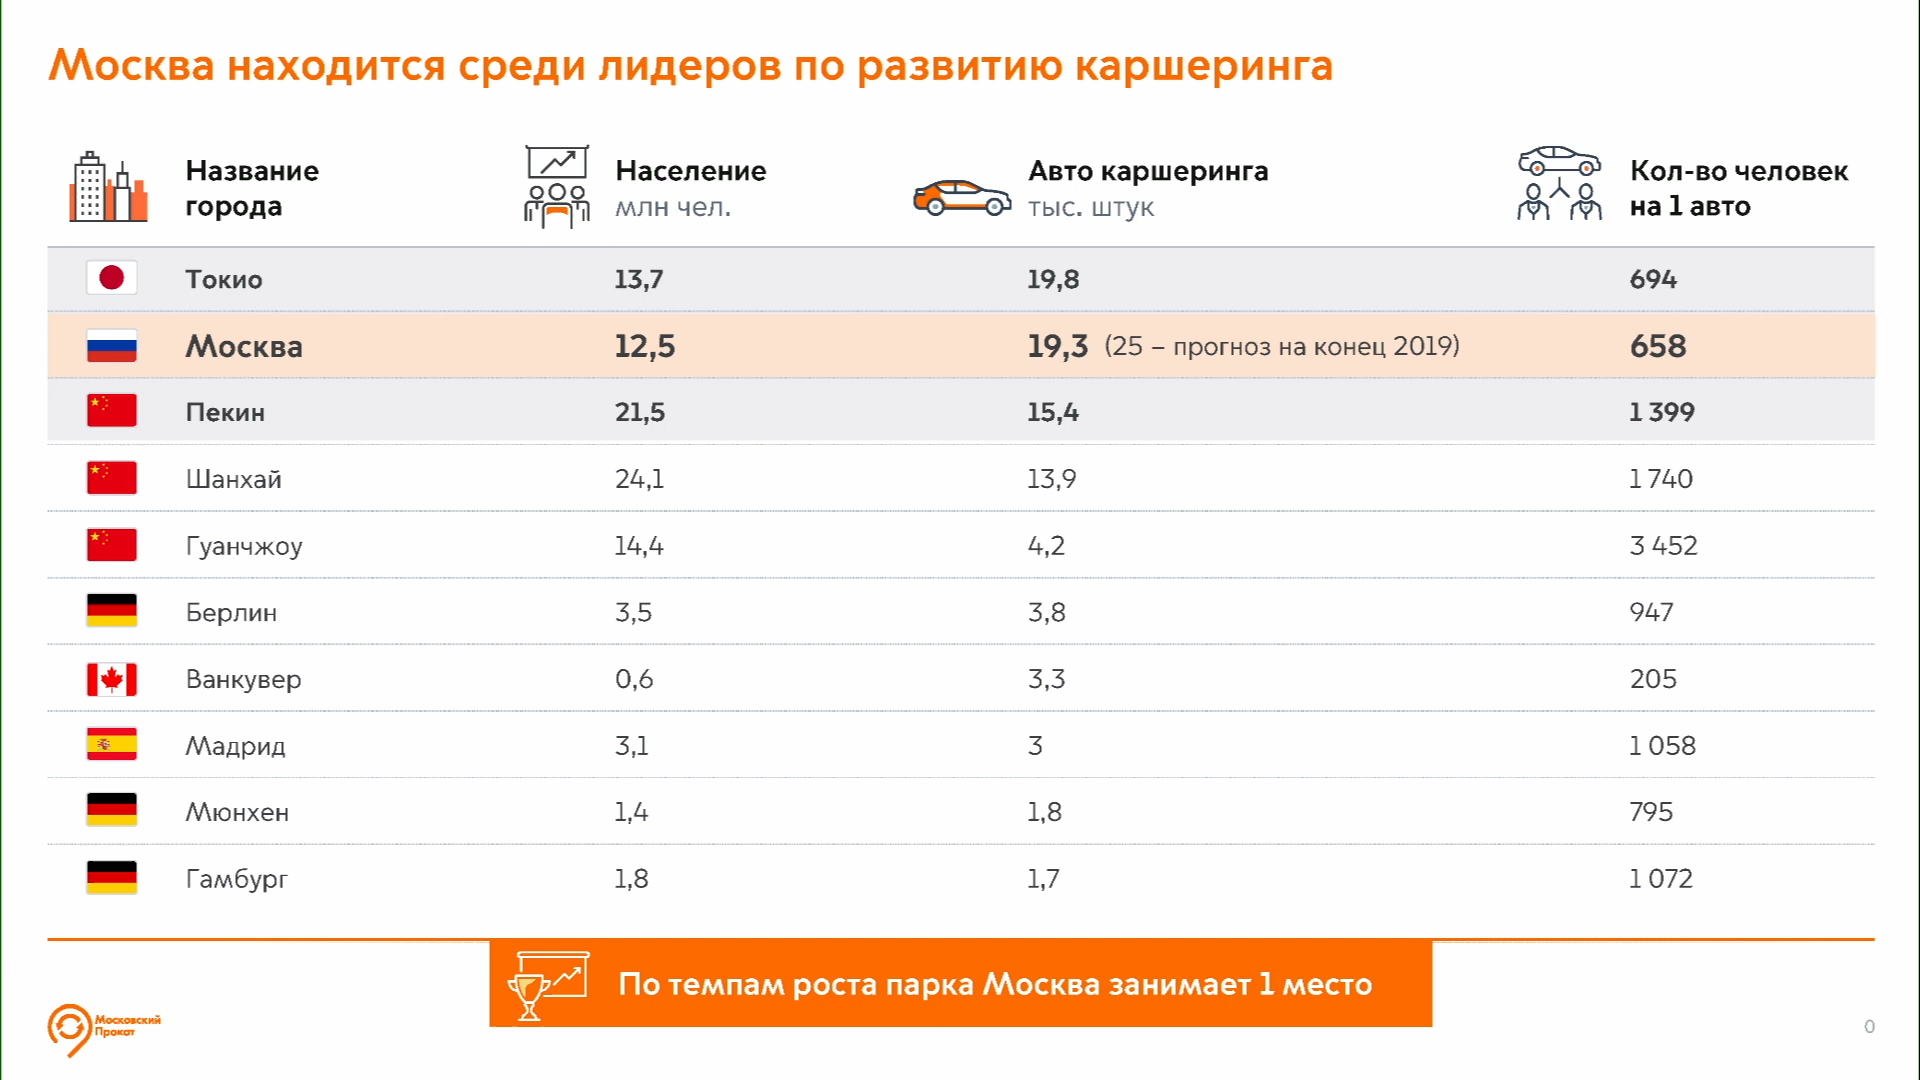 Москва находится среди лидеров по развитию каршеринга
Название
города
Население
млн чел.
Авто каршеринга
тыс. штук
Кол-во человек
на 1 авто
Токио 13,7 19,8 694
Москва 12,5 19,3 (25 – прогноз на конец 2019) 658
Пекин 21,5 15,4 1 399
Шанхай 24,1 13,9 1 740
Гуанчжоу 14,4 4,2 3 452
Берлин 3,5 3,8 947
Ванкувер 0,6 3,3 205
Мадрид 3,1 3 1 058
Мюнхен 1,4 1,8 795
Гамбург 1,8 1,7 1 072
По темпам роста парка Москва занимает 1 место
Московский
Прокат
0